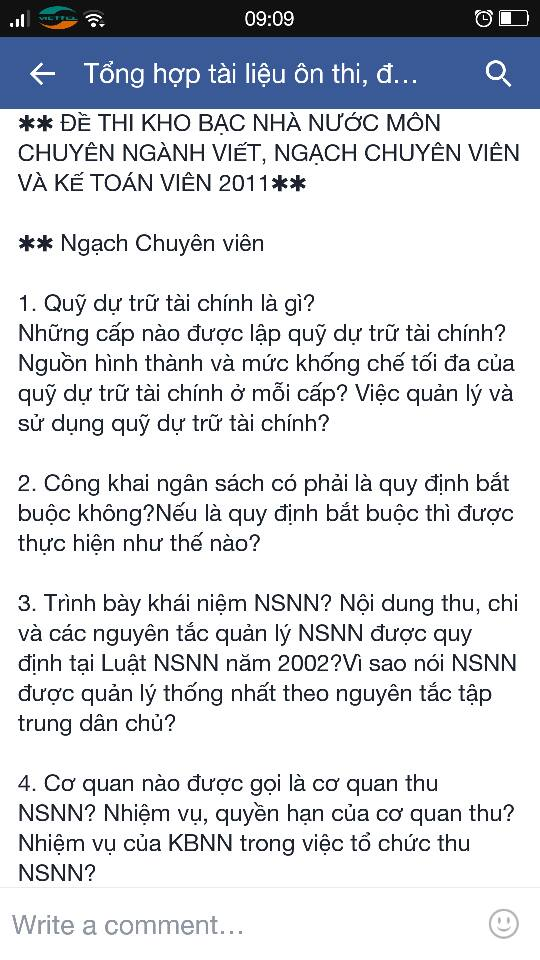 VIETTEL
09:09
Tổng hợp tài liệu ôn thi, đ...
** ĐỀ THI KHO BẠC NHÀ NƯỚC MÔN
CHUYÊN NGÀNH VIẾT, NGẠCH CHUYÊN VIÊN
VÀ KẾ TOÁN VIÊN 2011**
** Ngạch Chuyên viên
1. Quỹ dự trữ tài chính là gì?
Những cấp nào được lập quỹ dự trữ tài chính?
Nguồn hình thành và mức khống chế tối đa của
quỹ dự trữ tài chính ở mỗi cấp? Việc quản lý và
sử dụng quỹ dự trữ tài chính?
2. Công khai ngân sách có phải là quy định bắt
buộc không?Nếu là quy định bắt buộc thì được
thực hiện như thế nào?
3. Trình bày khái niệm NSNN? Nội dung thu, chi
và các nguyên tắc quản lý NSNN được quy
định tại Luật NSNN năm 2002?Vì sao nói NSNN
được quản lý thống nhất theo nguyên tắc tập
trung dân chủ?
4. Cơ quan nào được gọi là cơ quan thu
NSNN? Nhiệm vụ, quyền hạn của cơ quan thu?
Nhiệm vụ của KBNN trong việc tổ chức thu
NSNN?
Write a comment...